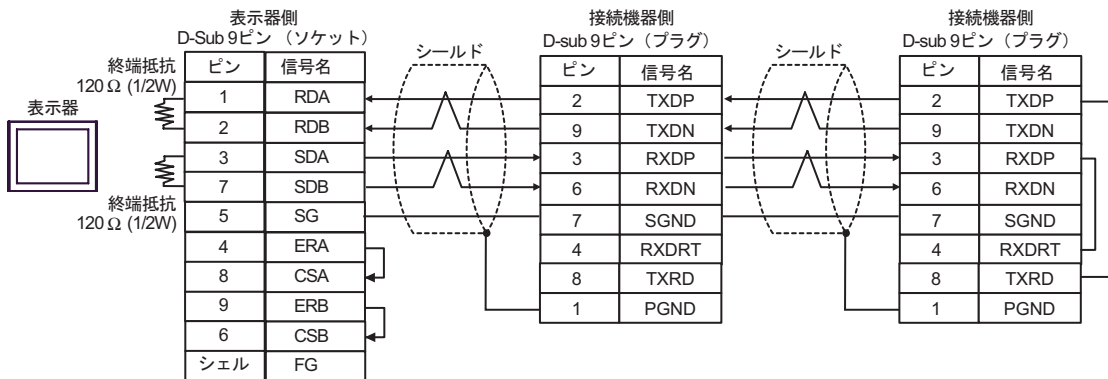 表示器側
D-Sub 9ピン （ソケット）
接続機器側
D-sub 9ピン（プラグ）
接続機器側
D-sub 9ピン（プラグ）
シールド
シールド
表示器
終端抵抗
120 Ω (1/2W)
終端抵抗
120 Ω (1/2W)
ピン 信号名
1 RDA
2 RDB
3 SDA
7 SDB
5 SG
4 ERA
8 CSA
9 ERB
6 CSB
シェル FG
ピン 信号名
2 TXDP
9 TXDN
3 RXDP
6 RXDN
7 SGND
4 RXDRT
8 TXRD
1 PGND
ピン 信号名
2 TXDP
9 TXDN
3 RXDP
6 RXDN
7 SGND
4 RXDRT
8 TXRD
1 PGND